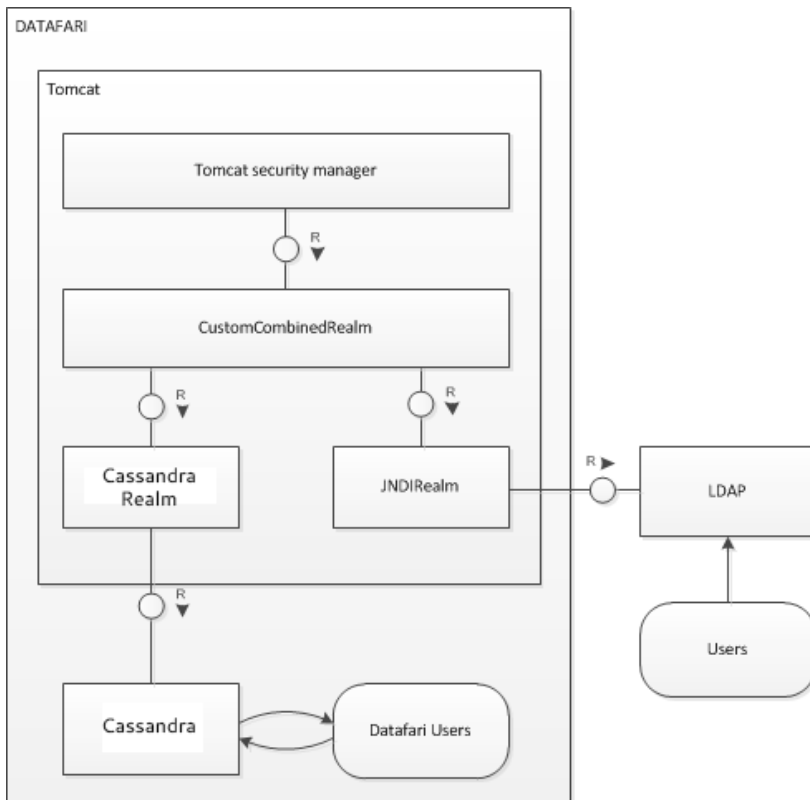 DATAFARI
Tomcat
Tomcat security manager
R
CustomCombinedRealm
R
R
Cassandra
Realm
JNDIRealm
R
LDAP
R
Users
Cassandra
Datafari Users